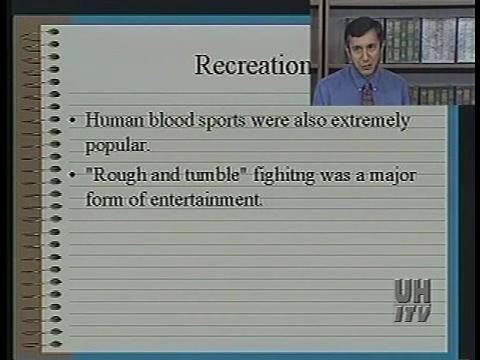 Recreation
• Human blood sports were also extremely
popular.
• "Rough and tumble" fighitng was a major
form of entertainment.
UH
ITV